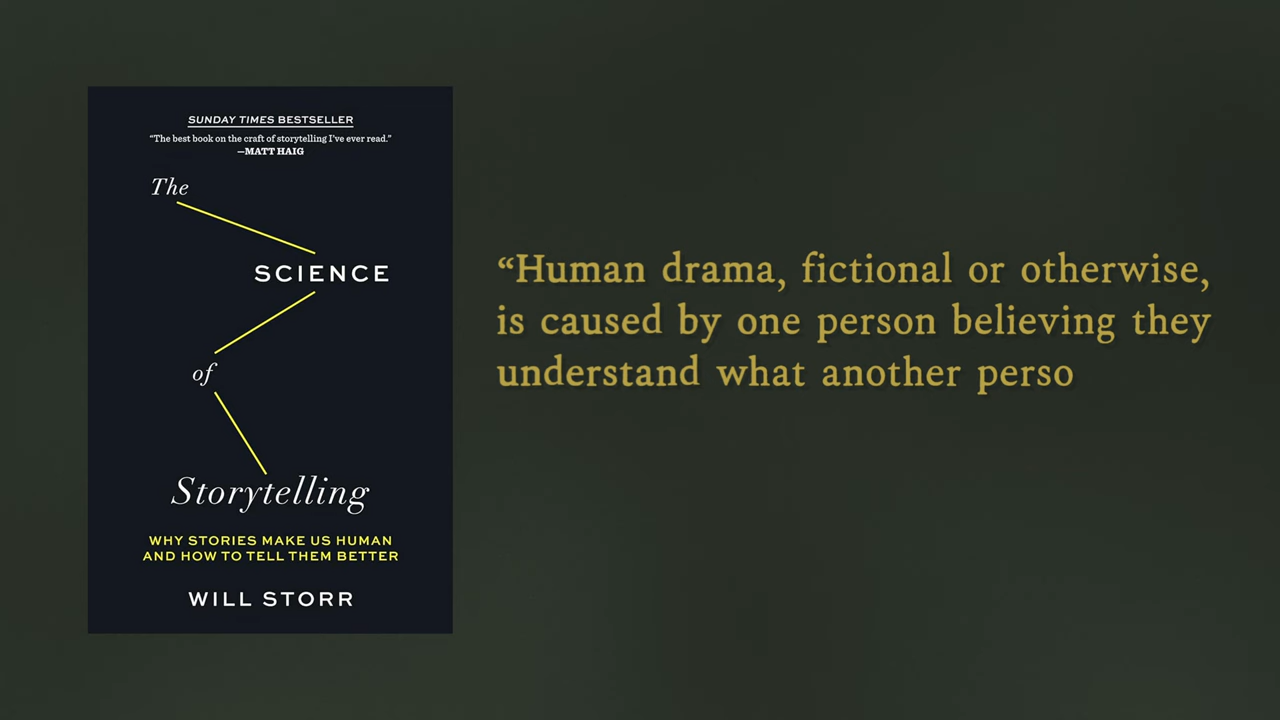 SUNDAY TIMES BESTSELLER
“The best book on the craft of storytelling I've ever read.”
—MATT HAIG
The
SCIENCE
of
Storytelling
WHY STORIES MAKE US HUMAN
AND HOW TO TELL THEM BETTER
WILL STORR
“Human drama, fictional or otherwise,
is caused by one person believing they
understand what another perso